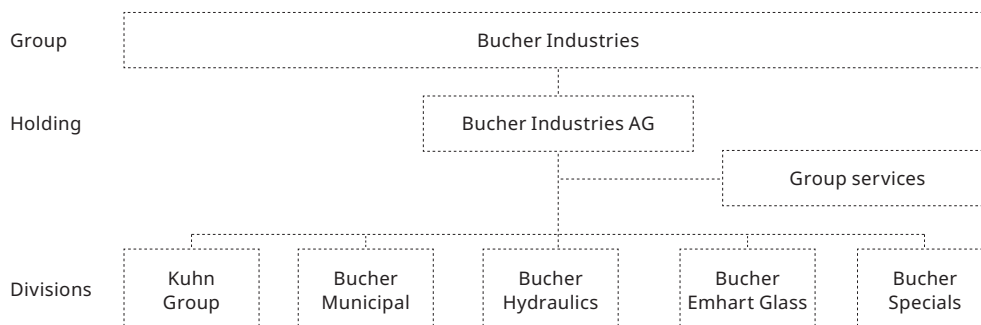 Group
Bucher Industries
Holding
Bucher Industries AG
Group services
Divisions
Kuhn
Group
Bucher
Municipal
Bucher
Hydraulics
Bucher
Emhart Glass
Bucher
Specials